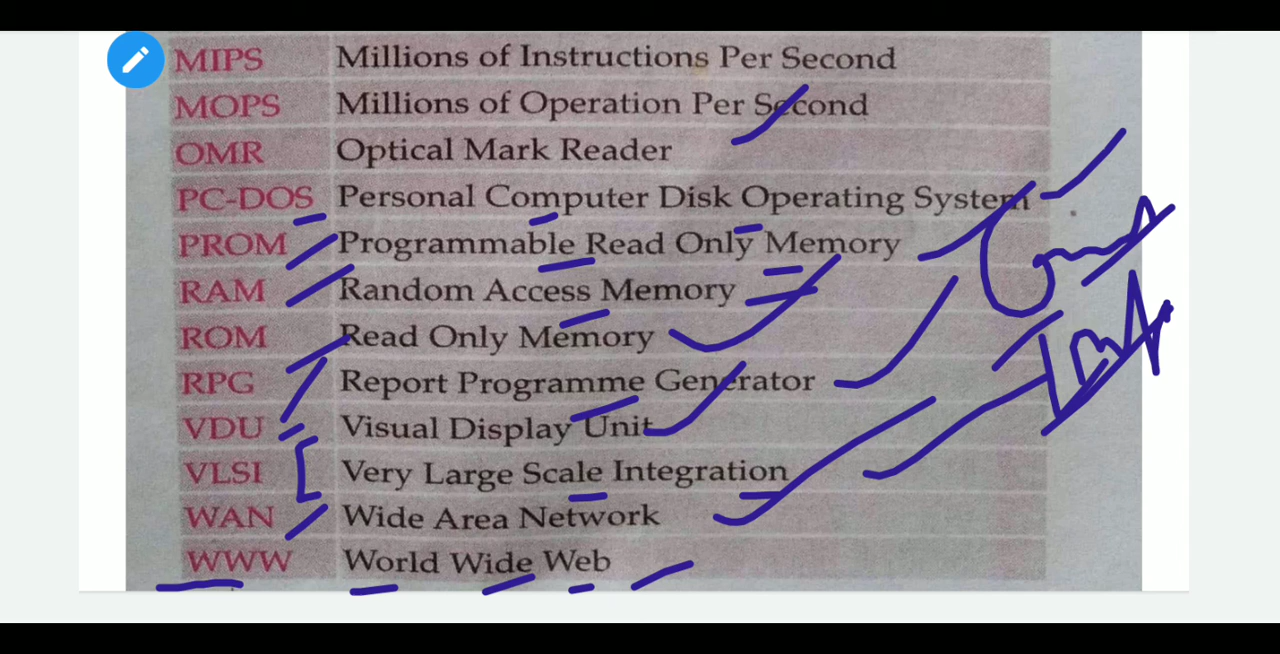 MIPS Millions of Instructions Per Second
MOPS Millions of Operation Per Second
OMR Optical Mark Reader
PC-DOS Personal Computer Disk Operating System
PROM Programmable Read Only Memory
RAM Random Access Memory
ROM Read Only Memory
RPG Report Programme Generator
VDU Visual Display Unit
VLSI Very Large Scale Integration
WAN Wide Area Network
WWW World Wide Web